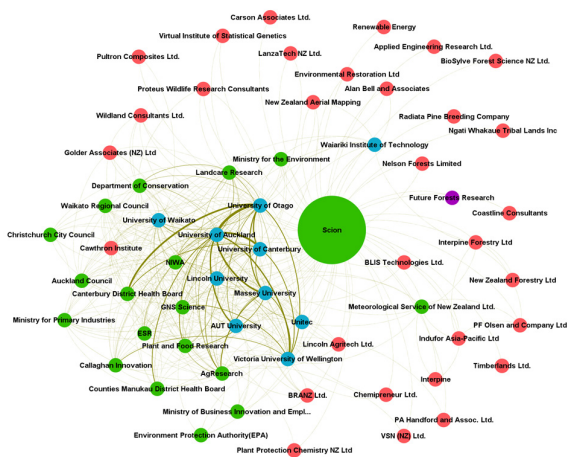 Carson Associates Ltd.
Renewable Energy
Virtual Institute of Statistical Genetics
Applied Engineering Research Ltd.
Pultron Composites Ltd.
LanzaTech NZ Ltd.
BioSylve Forest Science NZ Ltd.
Environmental Restoration Ltd
Proteus Wildlife Research Consultants
Alan Bell and Associates
New Zealand Aerial Mapping
Wildland Consultants Ltd.
Radiata Pine Breeding Company
Ngati Whakaue Tribal Lands Inc
Waiariki Institute of Technology
Golder Associates (NZ) Ltd
Ministry for the Environment
Nelson Forests Limited
Landcare Research
Department of Conservation
Future Forests Research
Waikato Regional Council
University of Otago
Coastline Consultants
University of Waikato
Scion
Christchurch City Council
University of Auckland
Interpine Forestry Ltd
Cawthron Institute
University of Canterbury
NIWA
BLIS Technologies Ltd.
Auckland Council
Lincoln University
New Zealand Forestry Ltd
Canterbury District Health Board
Massey University
GNS Science
Meteorological Service of New Zealand Ltd.
Ministry for Primary Industries
AUT University
Unitec
PF Olsen and Company Ltd
ESR
Indufor Asia-Pacific Ltd
Plant and Food Research
Lincoln Agritech Ltd.
Victoria University of Wellington
Callaghan Innovation
Timberlands Ltd.
AgResearch
Interpine
Counties Manukau District Health Board
BRANZ Ltd.
Chemipreneur Ltd.
Ministry of Business Innovation and Empl...
PA Handford and Assoc. Ltd.
Environment Protection Authority(EPA)
VSN (NZ) Ltd.
Plant Protection Chemistry NZ Ltd